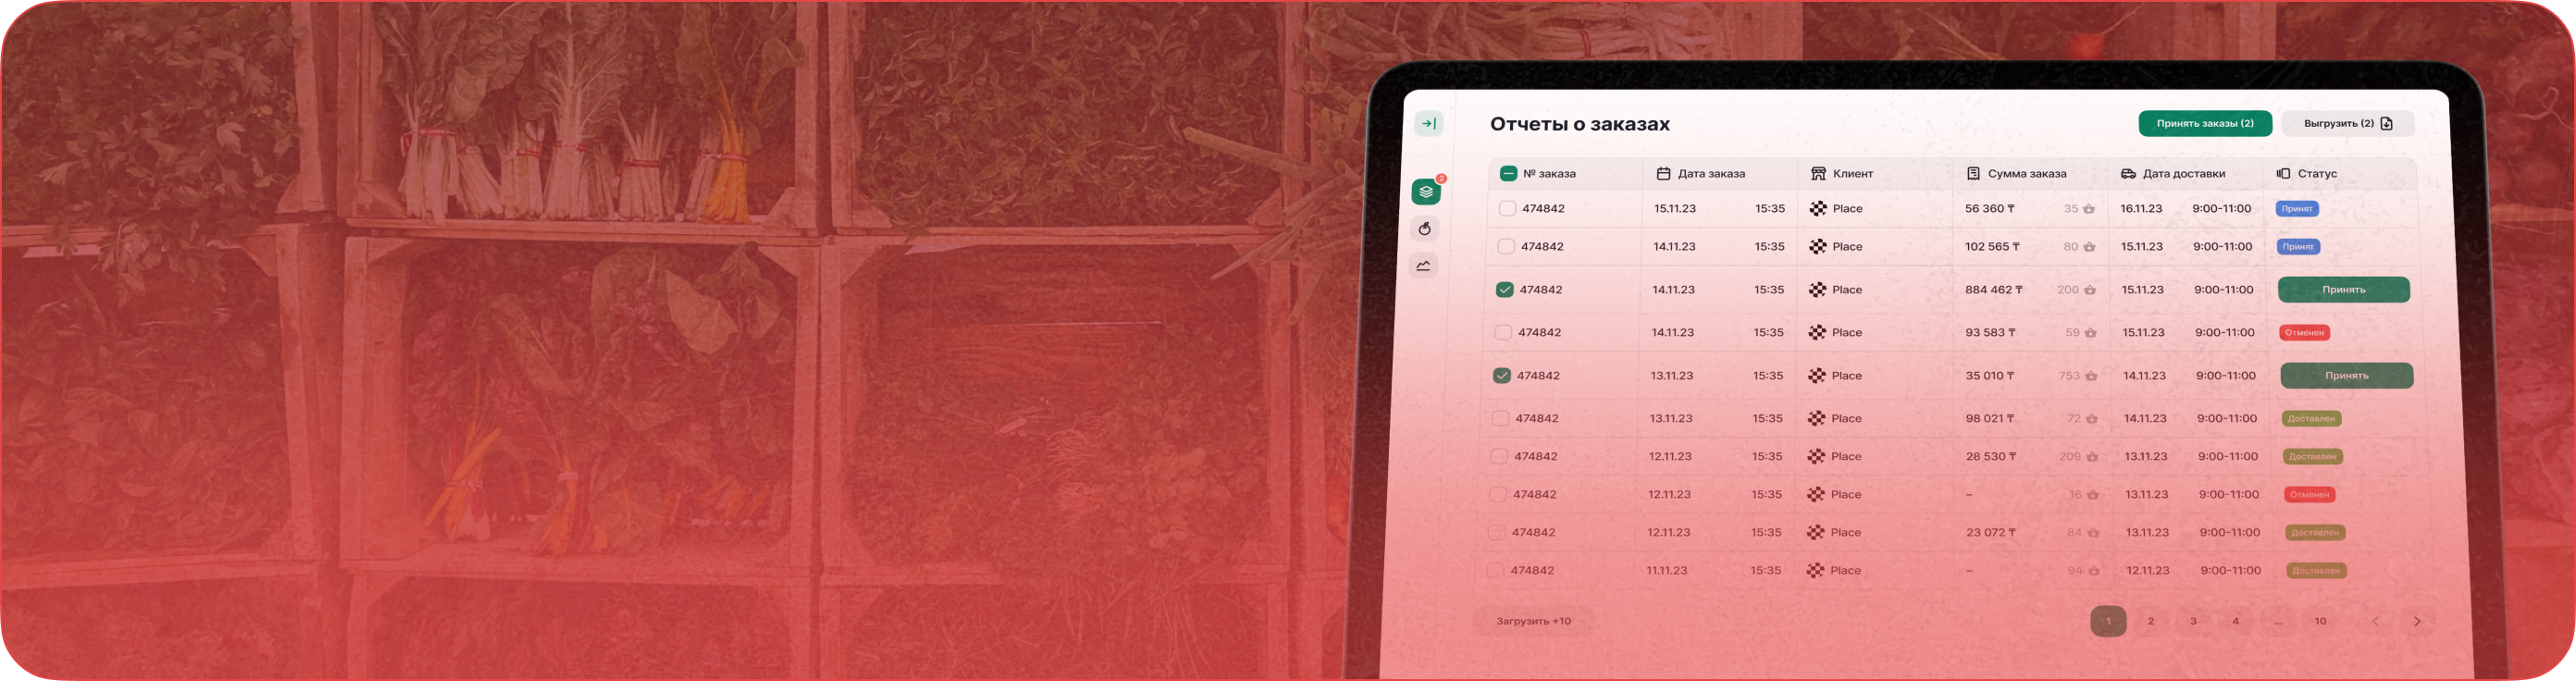 Отчеты о заказах
Принять заказы (2)
Выгрузить (2)
2
№ заказа Дата заказа Клиент Сумма заказа Дата доставки Статус
474842 15.11.23 15:35 Place 56 360 ₸ 35 16.11.23 9:00-11:00 Принят
474842 14.11.23 15:35 Place 102 565 ₸ 80 15.11.23 9:00-11:00 Принят
474842 14.11.23 15:35 Place 884 462 ₸ 200 15.11.23 9:00-11:00 Принять
474842 14.11.23 15:35 Place 93 583 ₸ 59 15.11.23 9:00-11:00 Отменен
474842 13.11.23 15:35 Place 35 010 ₸ 753 14.11.23 9:00-11:00 Принять
474842 13.11.23 15:35 Place 98 021 ₸ 72 14.11.23 9:00-11:00 Доставлен
474842 12.11.23 15:35 Place 28 530 ₸ 209 13.11.23 9:00-11:00 Доставлен
474842 12.11.23 15:35 Place – 16 13.11.23 9:00-11:00 Отменен
474842 12.11.23 15:35 Place 23 072 ₸ 84 13.11.23 9:00-11:00 Доставлен
474842 11.11.23 15:35 Place – 94 12.11.23 9:00-11:00 Доставлен
Загрузить +10
1 2 3 4 ... 10